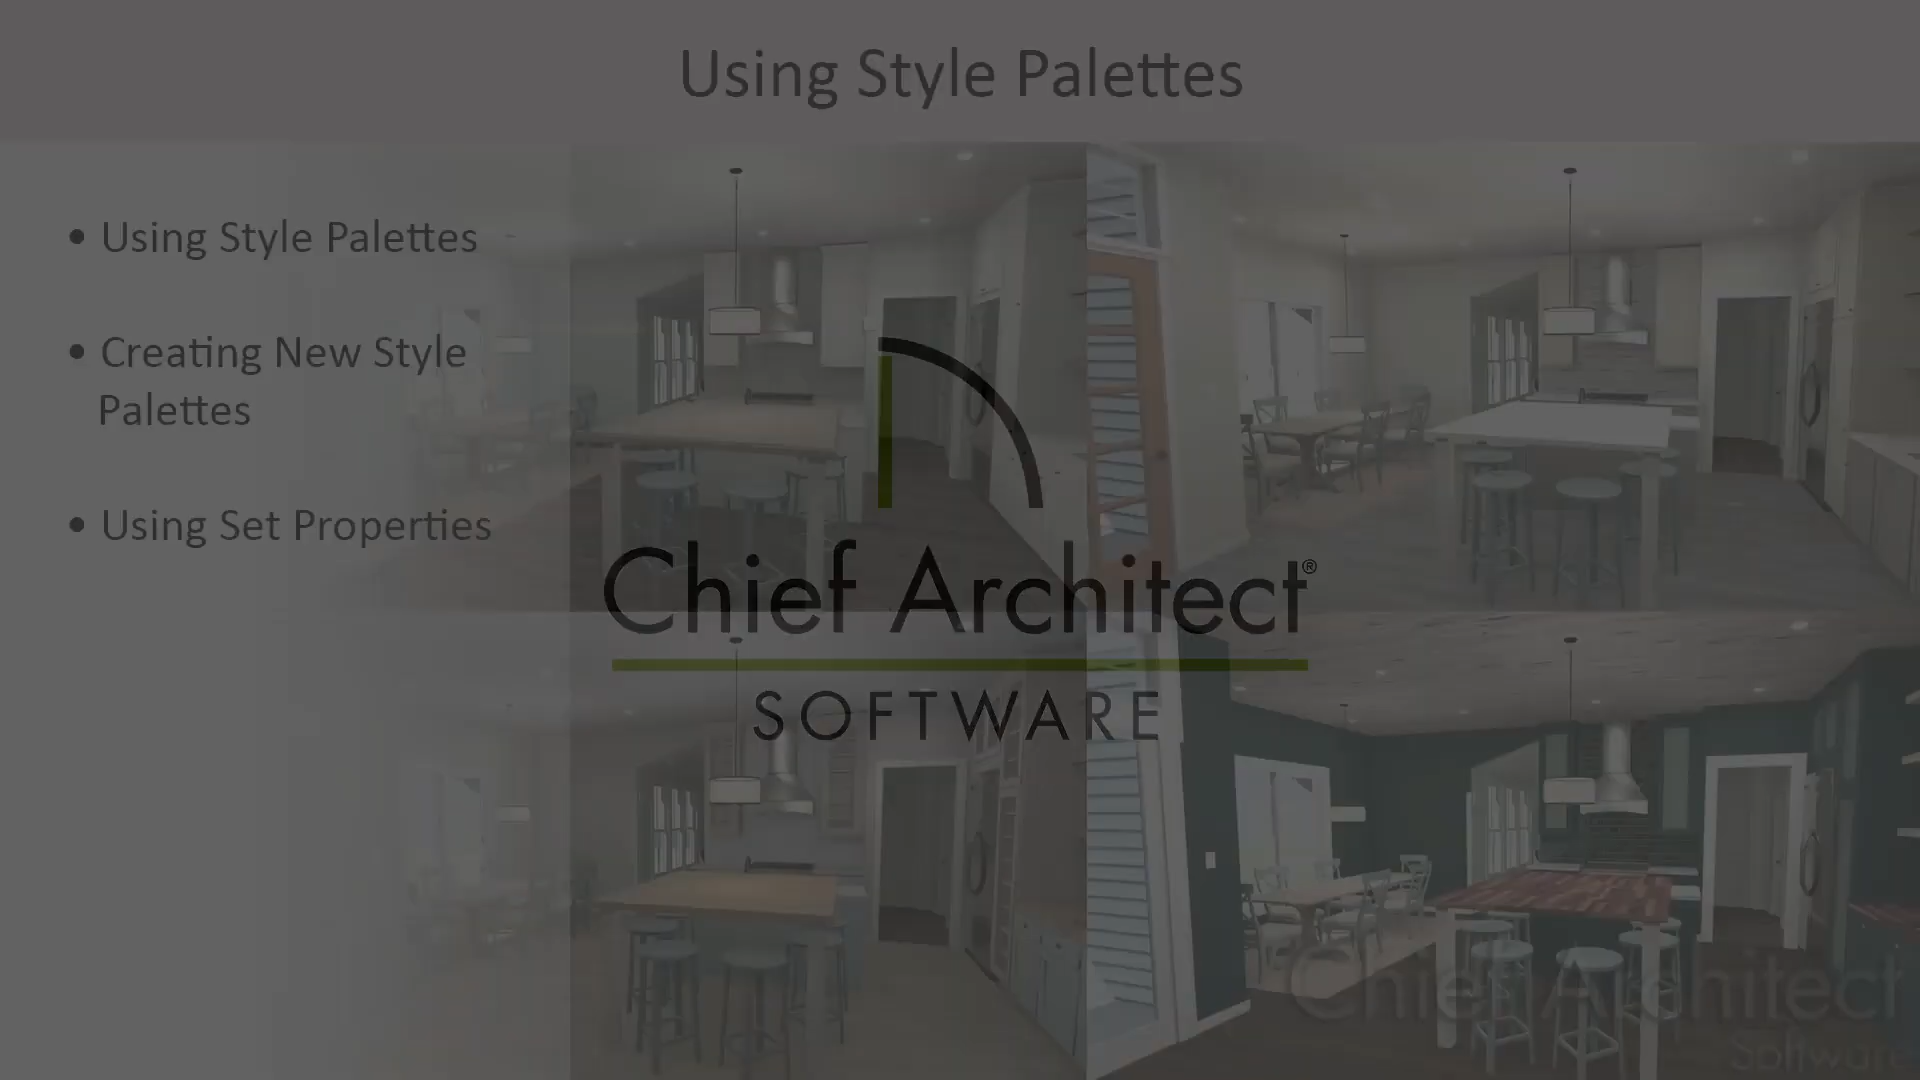 Using Style Palettes
• Using Style Palettes
• Creating New Style
Palettes
• Using Set Properties
Chief Architect®
SOFTWARE
Chief Architect
Software